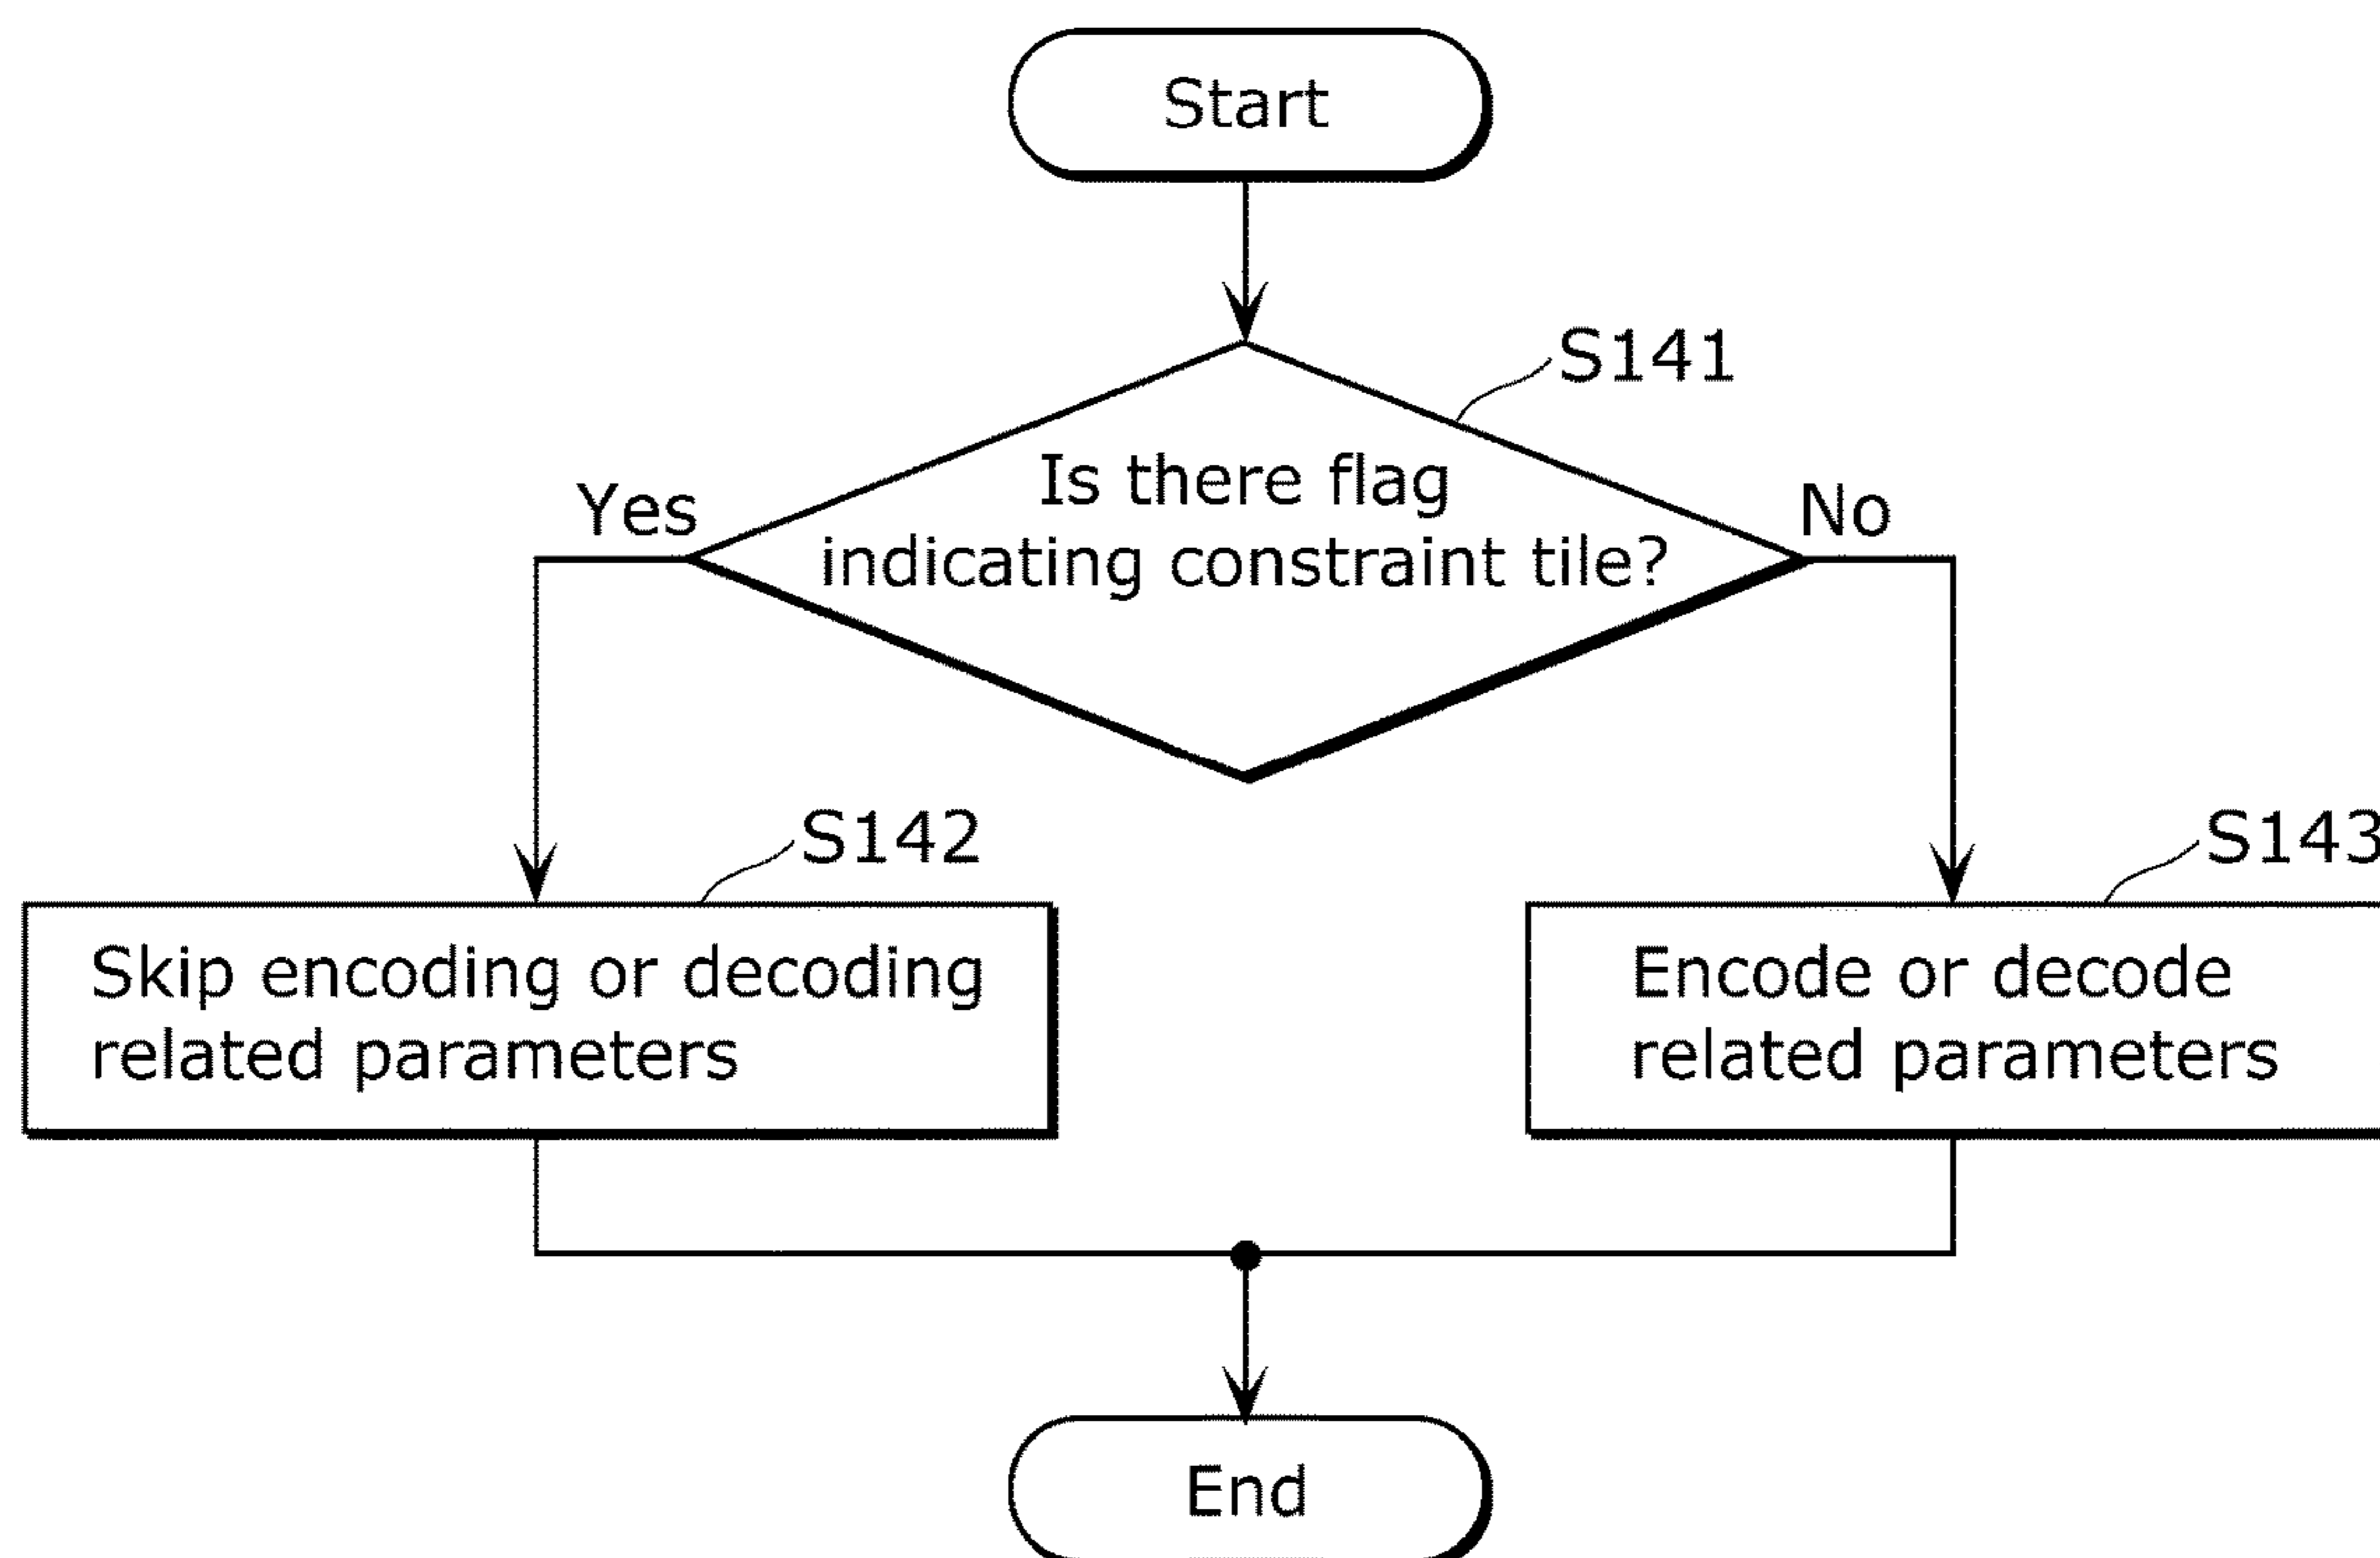 Start
S141
Is there flag
indicating constraint tile?
Yes
No
S142
S143
Skip encoding or decoding
related parameters
Encode or decode
related parameters
End